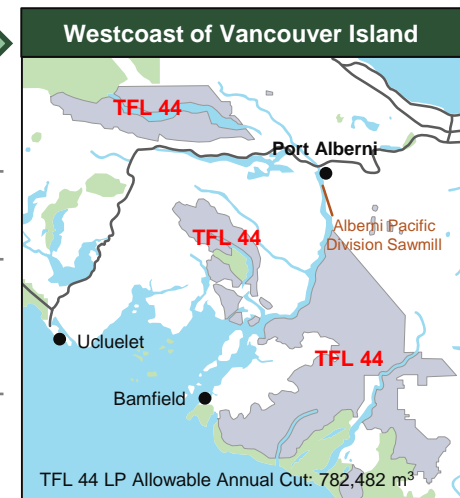 Westcoast of Vancouver Island
TFL 44
Port Alberni
Alberni Pacific
Division Sawmill
TFL 44
Ucluelet
TFL 44
Bamfield
TFL 44 LP Allowable Annual Cut: 782,482 m³